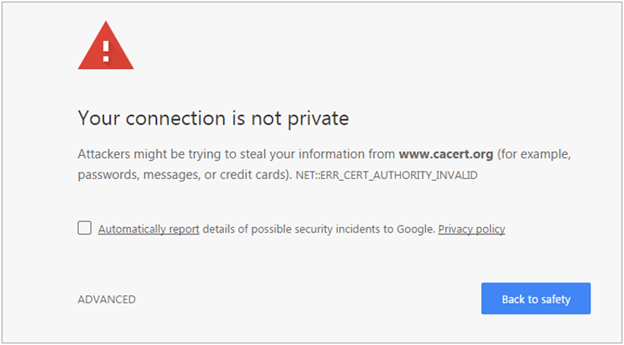 Your connection is not private
Attackers might be trying to steal your information from www.cacert.org (for example,
passwords, messages, or credit cards). NET::ERR_CERT_AUTHORITY_INVALID
Automatically report details of possible security incidents to Google. Privacy policy
ADVANCED
Back to safety